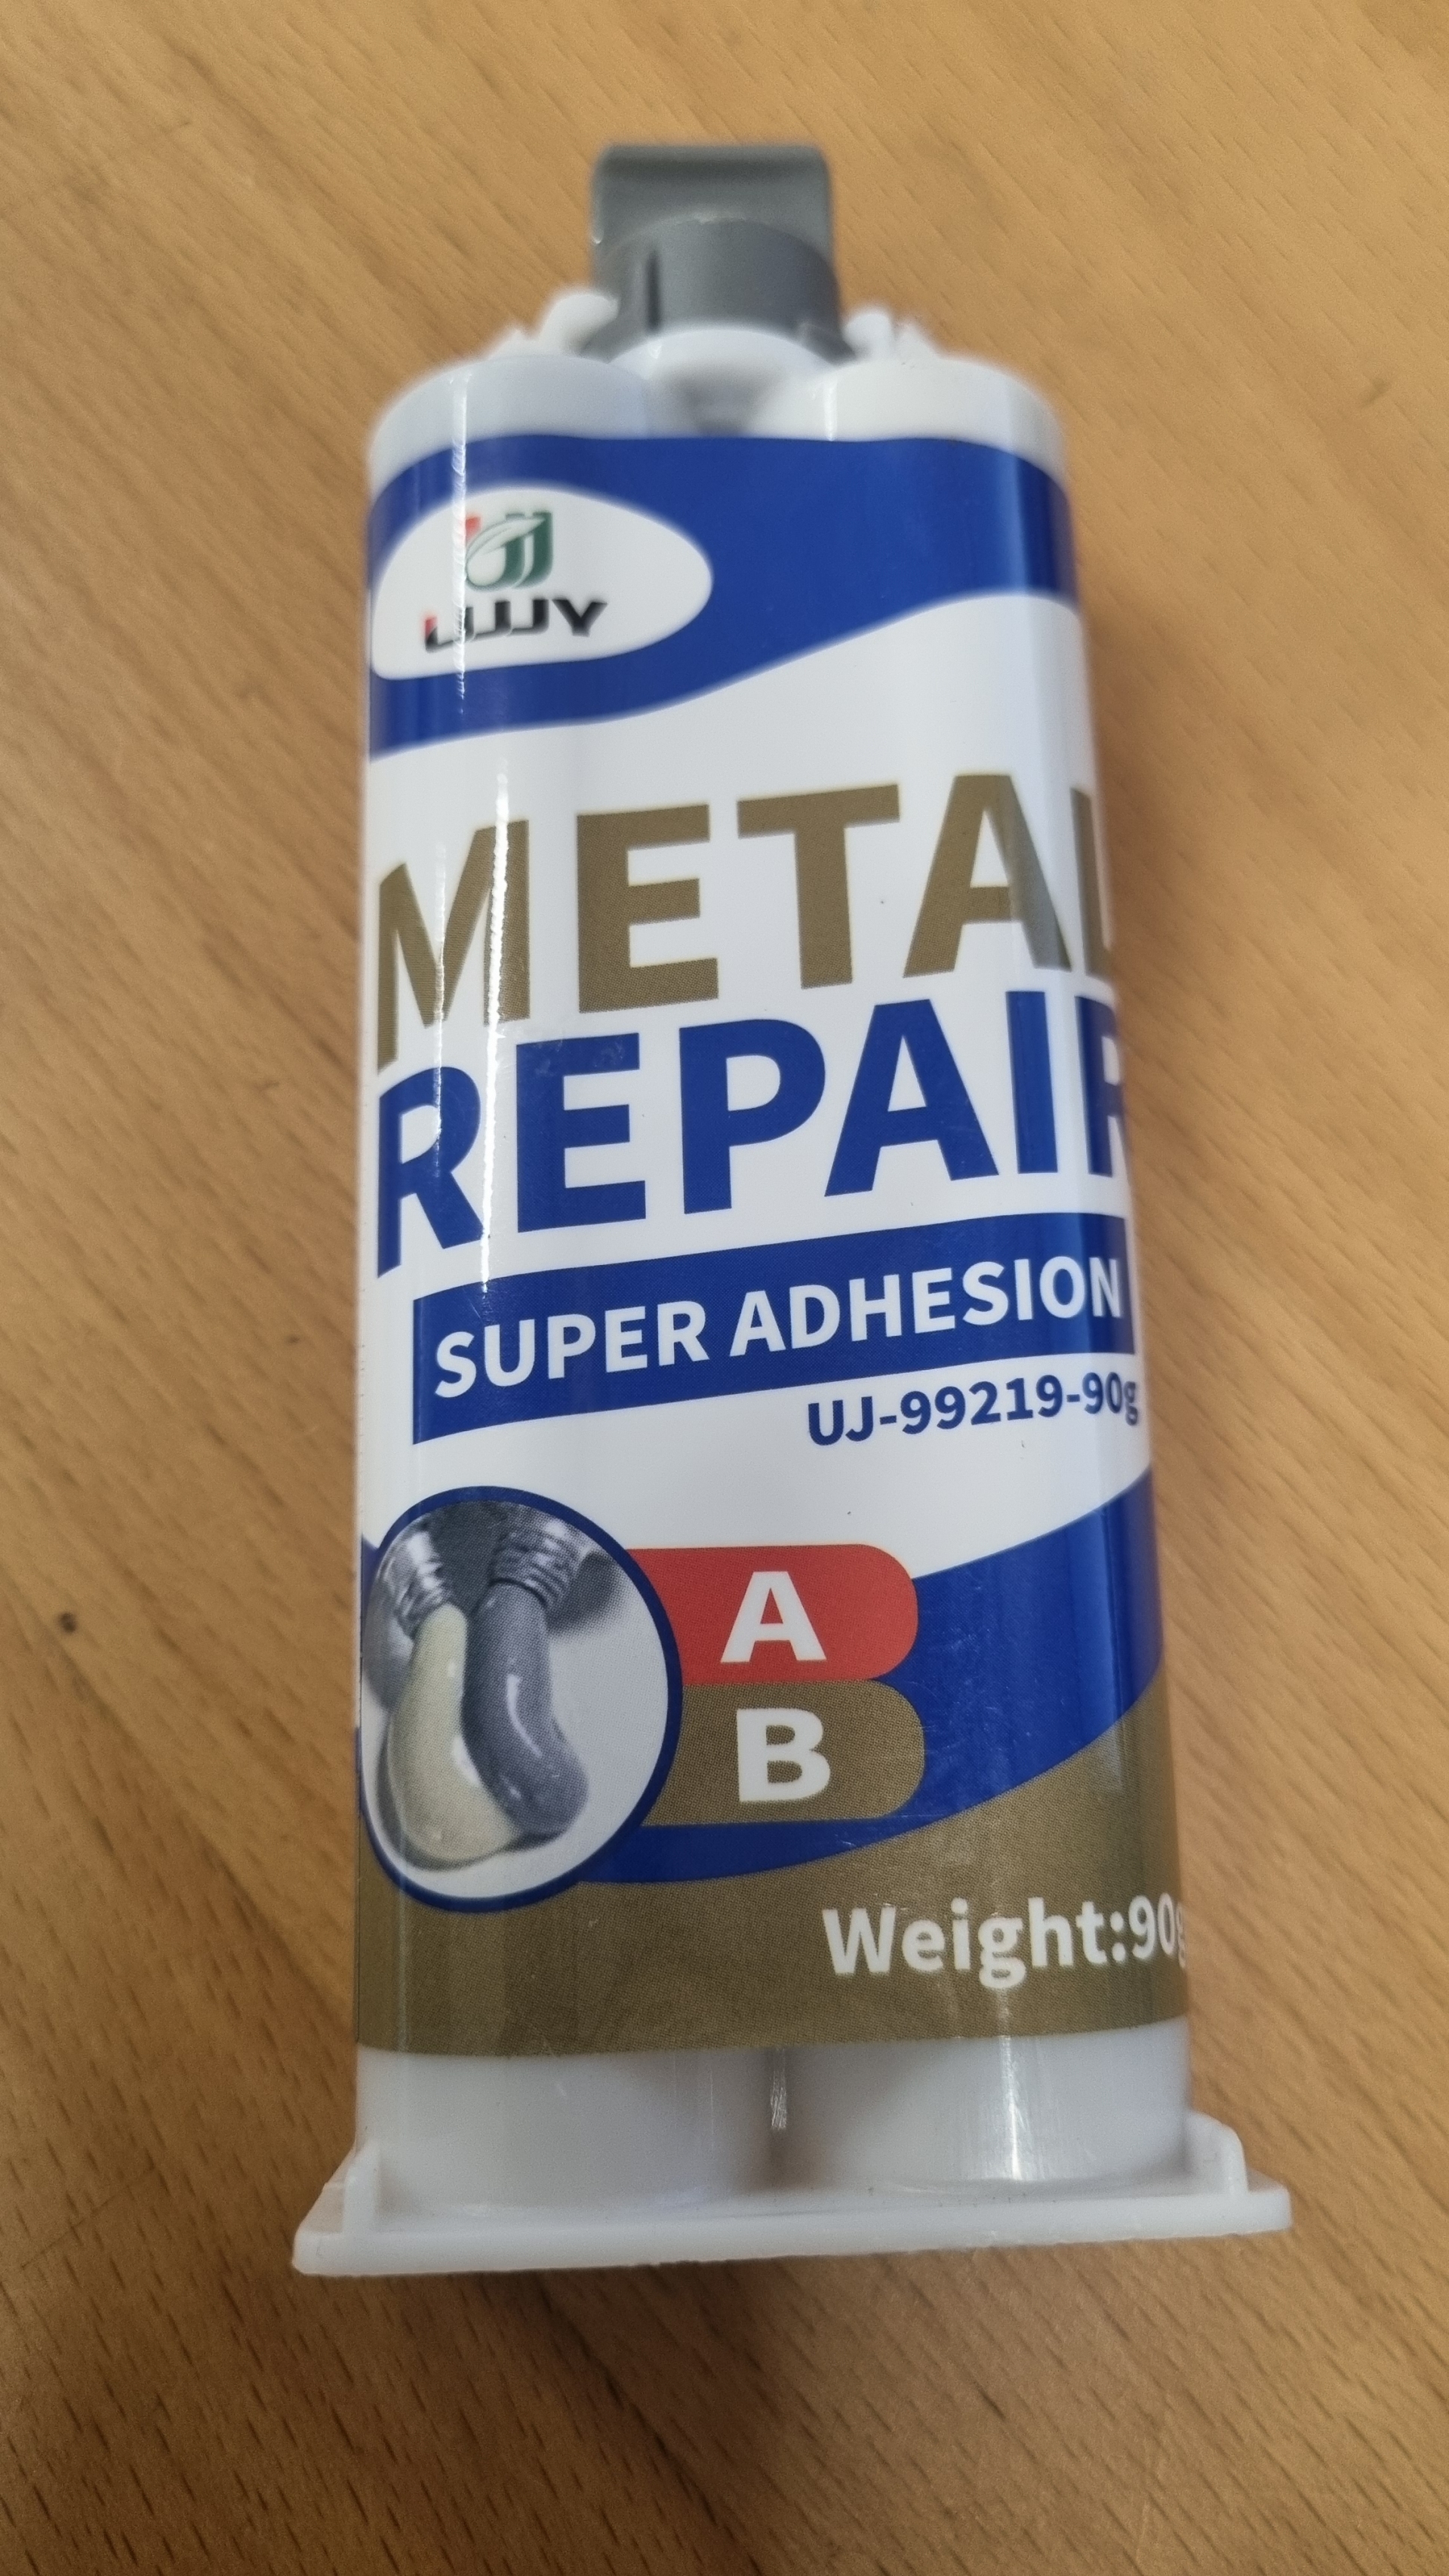 UJJY
METAL
REPAIR
SUPER ADHESION
UJ-99219-90g
A
B
Weight:90g